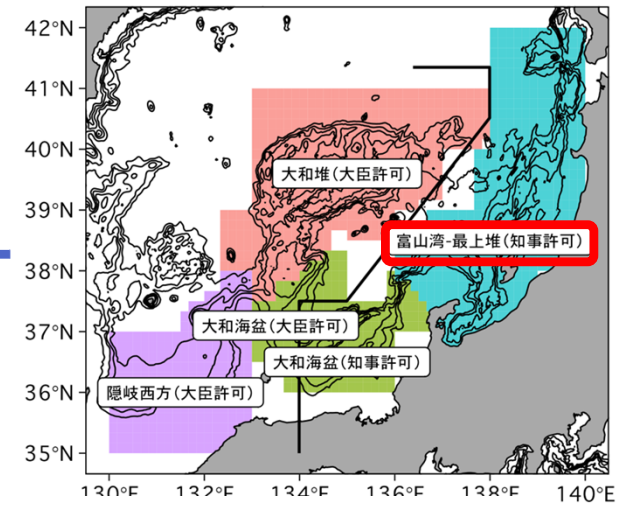 42°N
41°N
40°N
39°N
38°N
37°N
36°N
35°N
大和堆(大臣許可)
富山湾-最上堆(知事許可)
大和海盆(大臣許可)
大和海盆(知事許可)
隠岐西方(大臣許可)
130°E 132°E 134°E 136°E 138°E 140°E